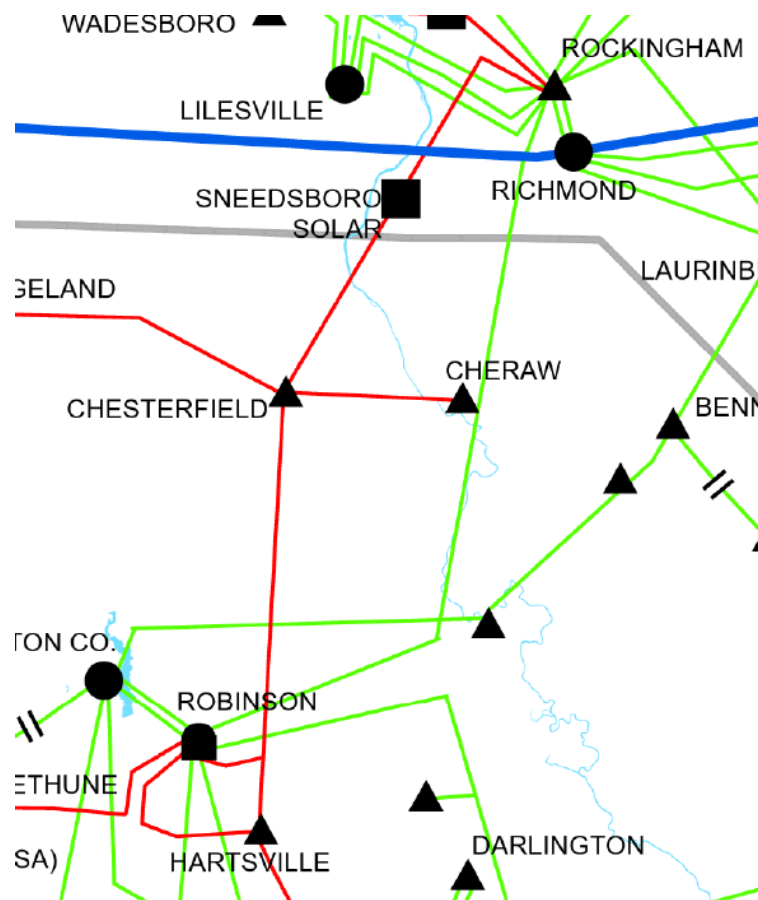 WADESBORO
ROCKINGHAM
LILESVILLE
RICHMOND
SNEEDSBORO
SOLAR
LAURINB
GELAND
CHERAW
CHESTERFIELD
BENN
TON CO.
ROBINSON
ETHUNE
DARLINGTON
SA)
HARTSVILLE